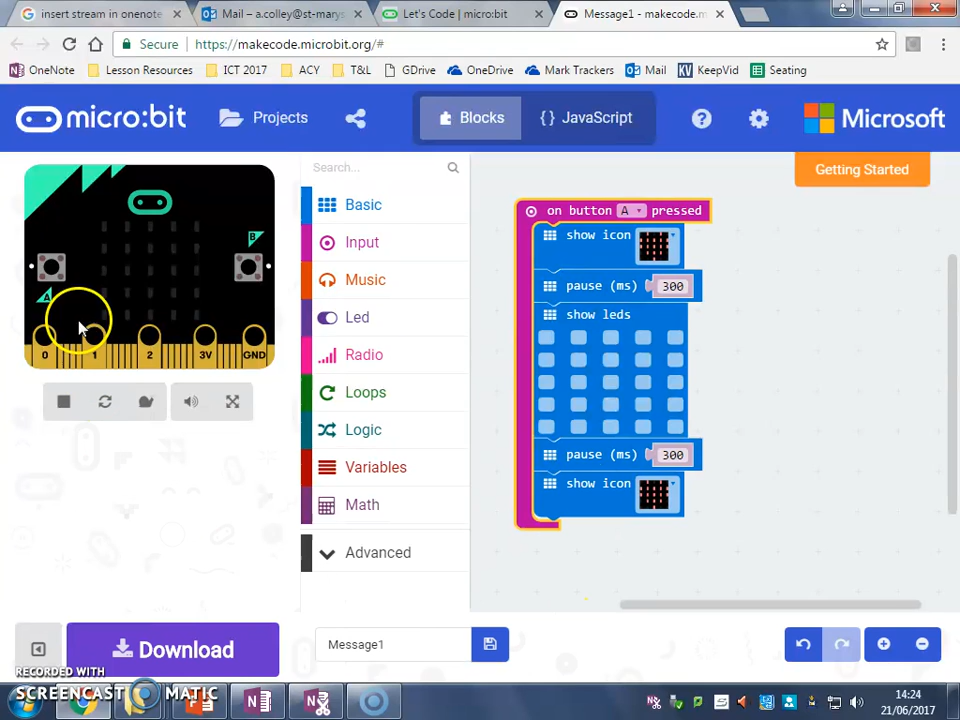 insert stream in onenote
Mail – a.colley@st-mary
Let's Code | micro:bit
Message1 - makecode.m
Secure
https://makecode.microbit.org/#
OneNote
Lesson Resources
ICT 2017
ACY
T&L
GDrive
OneDrive
Mark Trackers
Mail
KeepVid
Seating
micro:bit
Projects
Blocks
{ } JavaScript
?
Microsoft
Search...
Getting Started
Basic
Input
Music
Led
Radio
Loops
Logic
Variables
Math
Advanced
A
B
0
1
2
3V
GND
on button A pressed
show icon
pause (ms) 300
show leds
pause (ms) 300
show icon
Download
Message1
RECORDED WITH
SCREENCAST MATIC
14:24
21/06/2017